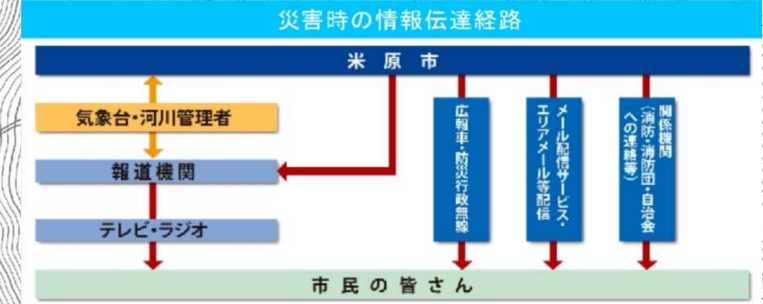 災害時の情報伝達経路
米原市
気象台・河川管理者
報道機関
テレビ・ラジオ
広報車・防災行政無線
メール配信サービス・
エリアメール等配信
関係機関
(消防・消防団・自治会
への連絡等)
市民の皆さん